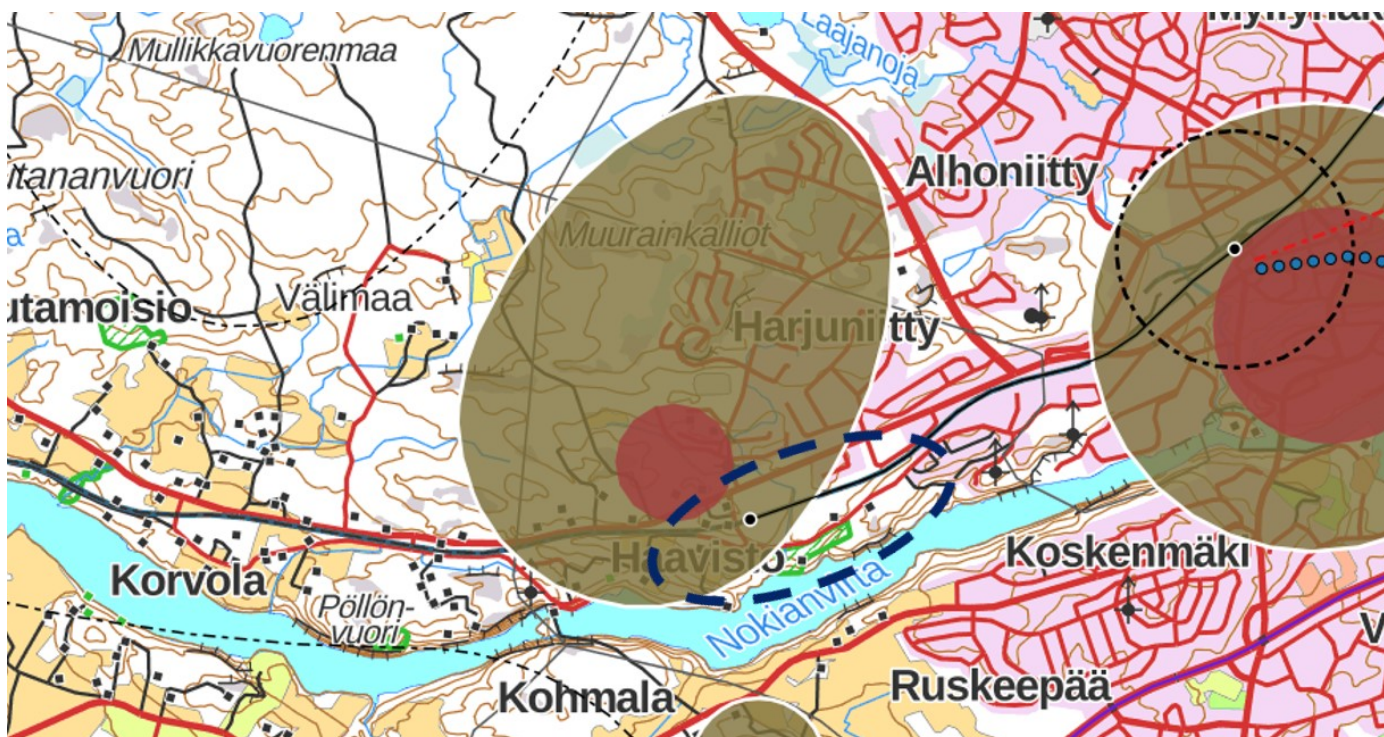 Mullikkavuorenmaa
Laajanoja
Alhoniitty
Muurainkalliot
Välimaa
Harjuniitty
Haavisto
Korvola
Pöllön-
vuori
Nokianvirta
Koskenmäki
Kohmala
Ruskeepää